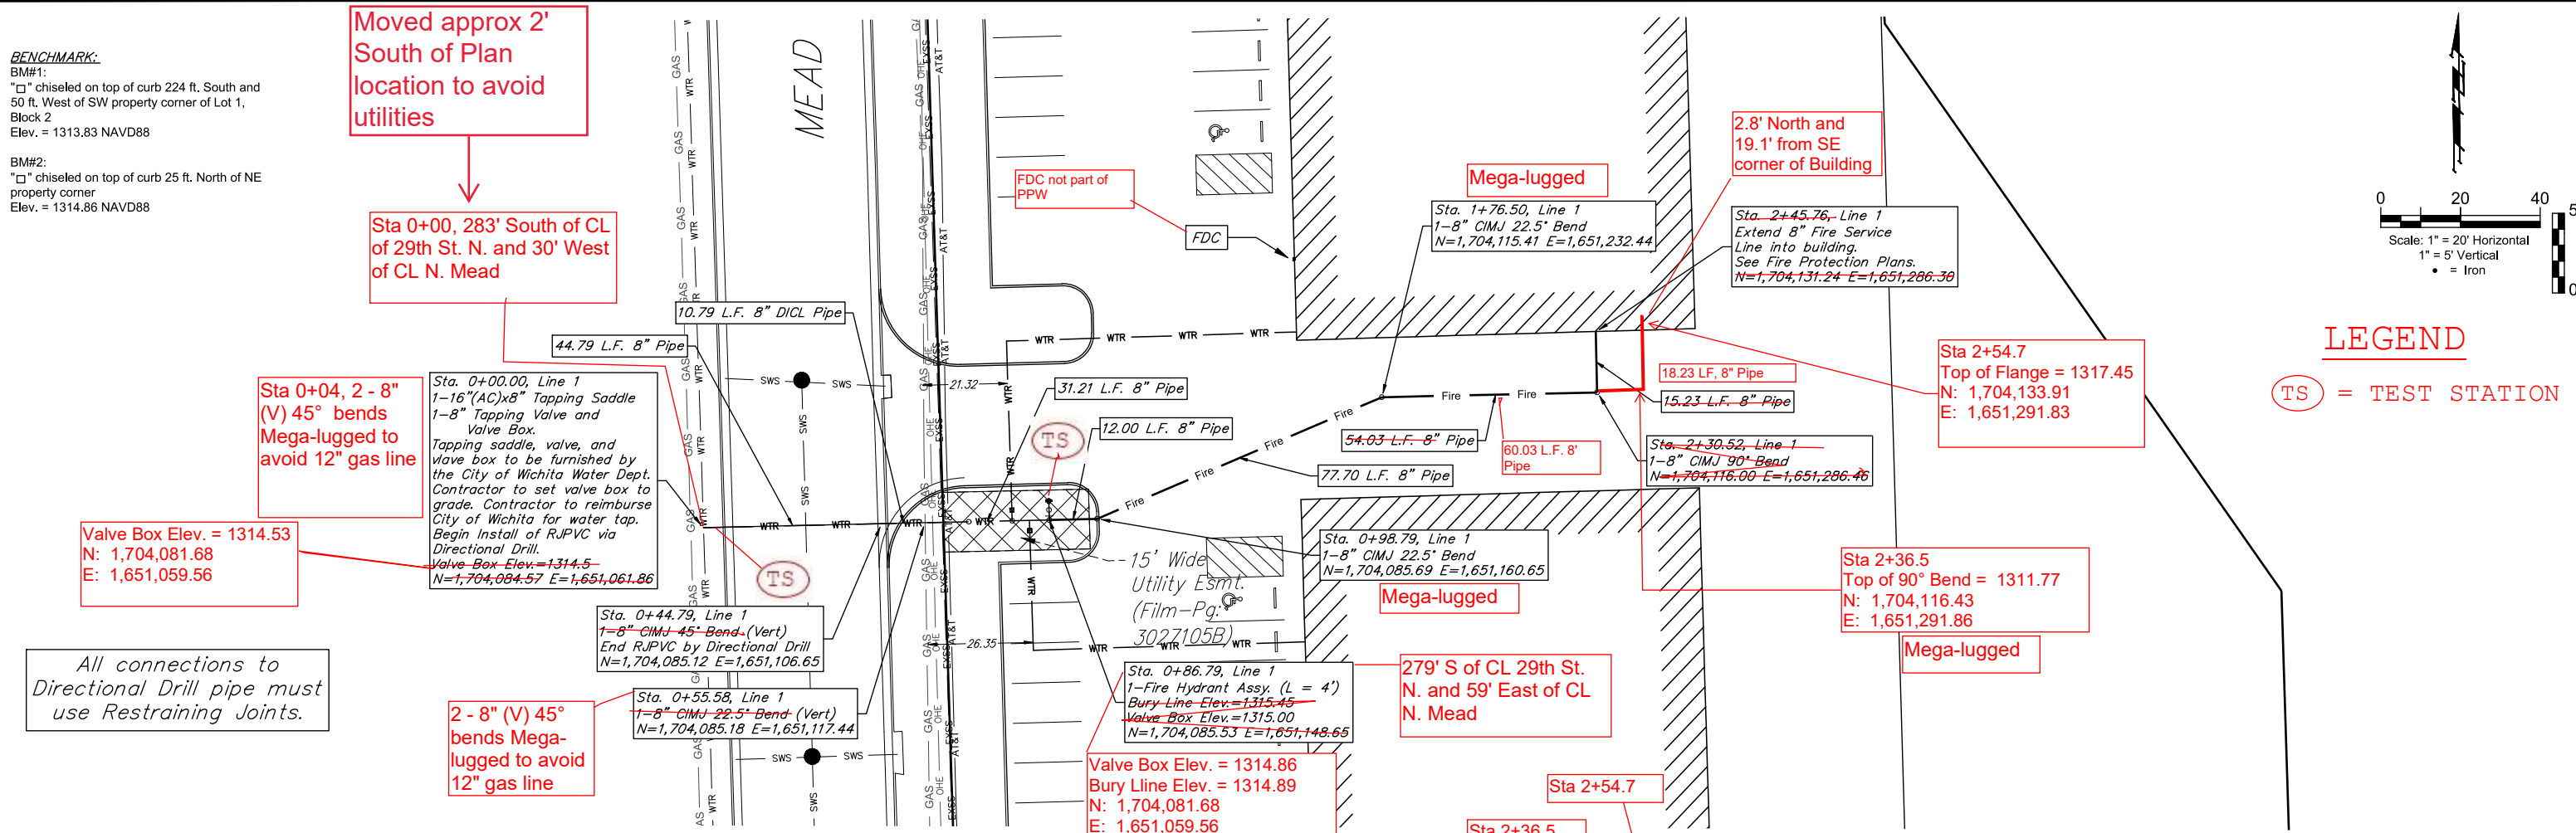 BENCHMARK:
BM#1:
"□" chiseled on top of curb 224 ft. South and
50 ft. West of SW property corner of Lot 1,
Block 2
Elev. = 1313.83 NAVD88
BM#2:
"□" chiseled on top of curb 25 ft. North of NE
property corner
Elev. = 1314.86 NAVD88
Moved approx 2'
South of Plan
location to avoid
utilities
Sta 0+00, 283' South of CL
of 29th St. N. and 30' West
of CL N. Mead
MEAD
10.79 L.F. 8" DICL Pipe
44.79 L.F. 8" Pipe
Sta 0+04, 2 - 8"
(V) 45° bends
Mega-lugged to
avoid 12" gas line
Sta. 0+00.00, Line 1
1-16"(AC)x8" Tapping Saddle
1-8" Tapping Valve and
Valve Box.
Tapping saddle, valve, and
vlave box to be furnished by
the City of Wichita Water Dept.
Contractor to set valve box to
grade. Contractor to reimburse
City of Wichita for water tap.
Begin Install of RJPVC via
Directional Drill.
Valve Box Elev.=1314.5
N=1,704,084.57 E=1,651,061.86
Valve Box Elev. = 1314.53
N: 1,704,081.68
E: 1,651,059.56
All connections to
Directional Drill pipe must
use Restraining Joints.
TS
Sta. 0+44.79, Line 1
1-8" CIMJ 45° Bend (Vert)
End RJPVC by Directional Drill
N=1,704,085.12 E=1,651,106.65
2 - 8" (V) 45°
bends Mega-
lugged to avoid
12" gas line
Sta. 0+55.58, Line 1
1-8" CIMJ 22.5° Bend (Vert)
N=1,704,085.18 E=1,651,117.44
FDC not part of
PPW
FDC
21.32
31.21 L.F. 8" Pipe
TS
12.00 L.F. 8" Pipe
77.70 L.F. 8" Pipe
26.35
15' Wide
Utility Esmt.
(Film-Pg:
3027105B)
Mega-lugged
Sta. 1+76.50, Line 1
1-8" CIMJ 22.5° Bend
N=1,704,115.41 E=1,651,232.44
54.03 L.F. 8" Pipe
60.03 L.F. 8'
Pipe
Sta. 0+98.79, Line 1
1-8" CIMJ 22.5° Bend
N=1,704,085.69 E=1,651,160.65
Mega-lugged
Sta. 0+86.79, Line 1
1-Fire Hydrant Assy. (L = 4')
Bury Line Elev.=1315.45
Valve Box Elev.=1315.00
N=1,704,085.53 E=1,651,148.65
279' S of CL 29th St.
N. and 59' East of CL
N. Mead
Valve Box Elev. = 1314.86
Bury Lline Elev. = 1314.89
N: 1,704,081.68
E: 1,651,059.56
2.8' North and
19.1' from SE
corner of Building
Sta. 2+45.76, Line 1
Extend 8" Fire Service
Line into building.
See Fire Protection Plans.
N=1,704,131.24 E=1,651,286.30
18.23 LF, 8" Pipe
15.23 L.F. 8" Pipe
Sta. 2+30.52, Line 1
1-8" CIMJ 90° Bend
N=1,704,116.00 E=1,651,286.46
Sta 2+54.7
Top of Flange = 1317.45
N: 1,704,133.91
E: 1,651,291.83
Sta 2+36.5
Top of 90° Bend = 1311.77
N: 1,704,116.43
E: 1,651,291.86
Mega-lugged
Sta 2+54.7
Sta 2+36.5
0 20 40
Scale: 1" = 20' Horizontal
1" = 5' Vertical
• = Iron
5
0
LEGEND
TS = TEST STATION
GAS
WTR
SWS
OHE
EXSS
AT&T
Fire